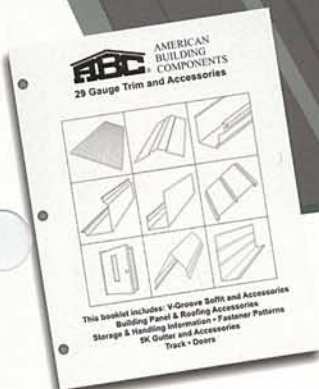 ABC® AMERICAN
BUILDING
COMPONENTS
29 Gauge Trim and Accessories
This booklet includes: V-Groove Soffit and Accessories
Building Panel & Roofing Accessories
Storage & Handling Information • Fastener Patterns
5K Gutter and Accessories
Track • Doors